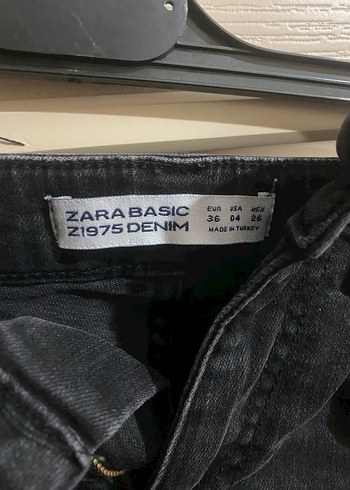 ZARA BASIC
Z1975 DENIM
EUR USA MEX
36 04 26
MADE IN TURKEY